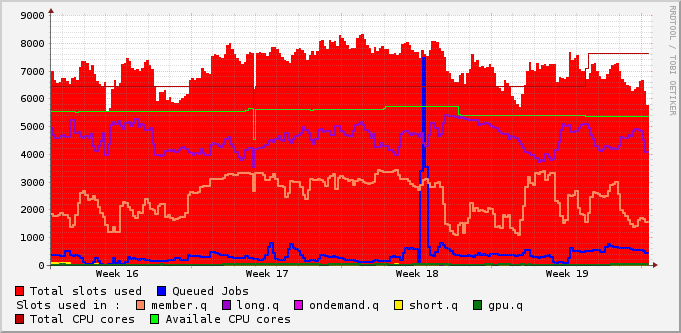 RRDTOOL / TOBI OETIKER
9000
8000
7000
6000
5000
4000
3000
2000
1000
0
Week 16 Week 17 Week 18 Week 19
Total slots used Queued Jobs
Slots used in : member.q long.q ondemand.q short.q gpu.q
Total CPU cores Availale CPU cores